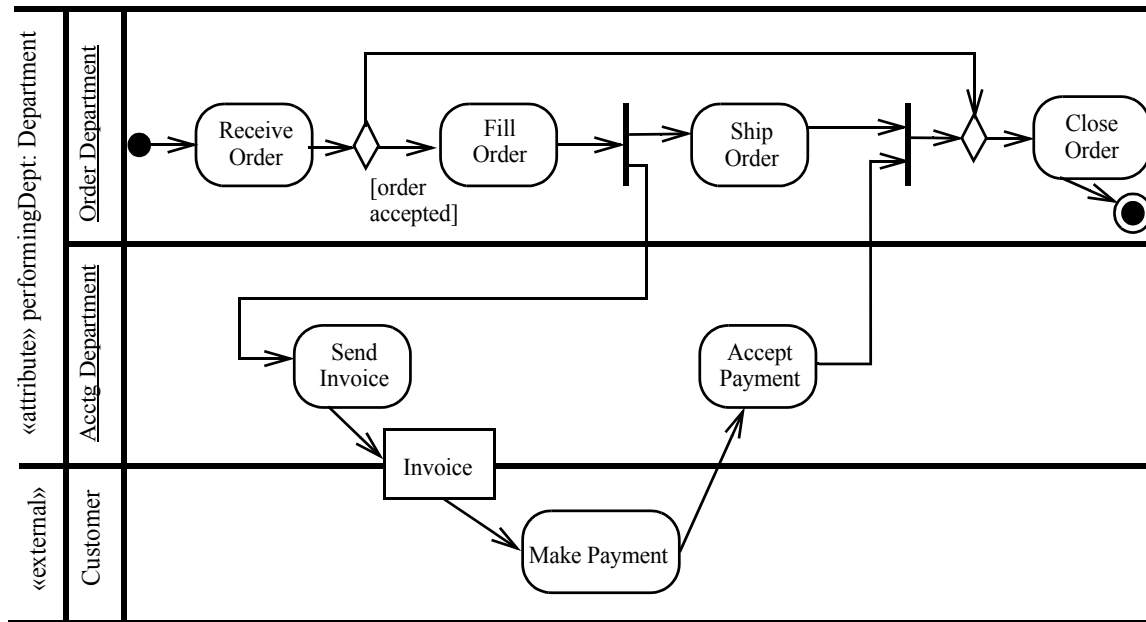 «attribute» performingDept: Department
Order Department
Receive
Order
[order
accepted]
Fill
Order
Ship
Order
Close
Order
Acctg Department
Send
Invoice
Accept
Payment
Invoice
«external»
Customer
Make Payment